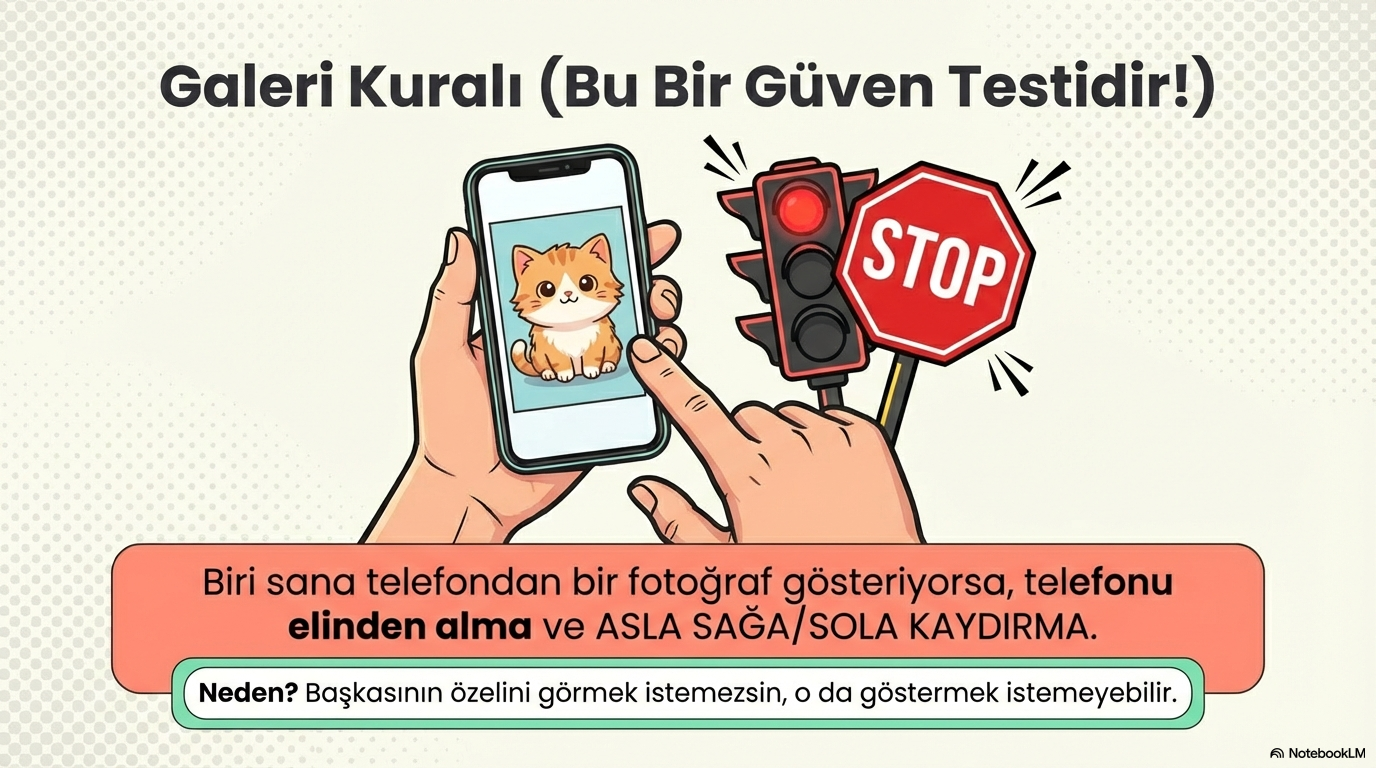 Galeri Kuralı (Bu Bir Güven Testidir!)
STOP
Biri sana telefondan bir fotoğraf gösteriyorsa, telefonu
elinden alma ve ASLA SAĞA/SOLA KAYDIRMA.
Neden? Başkasının özelini görmek istemezsin, o da göstermek istemeyebilir.
NotebookLM